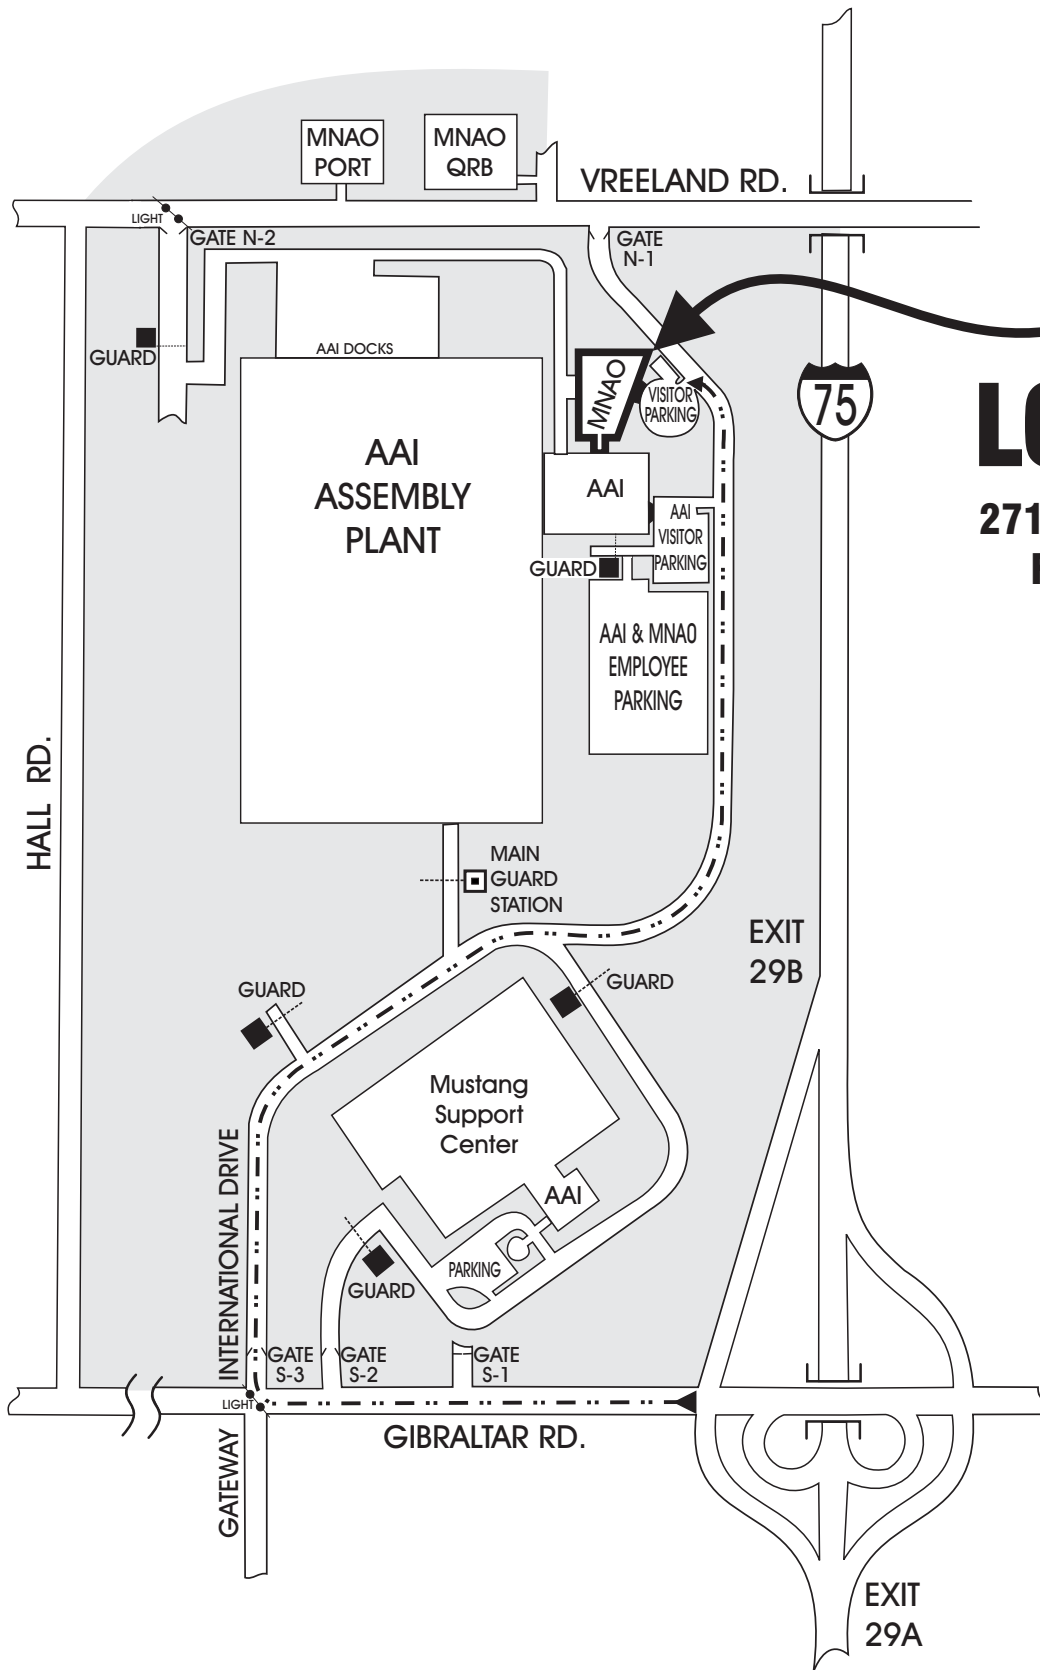 MNAO
PORT
MNAO
QRB
VREELAND RD.
LIGHT
GATE N-2
GATE
N-1
GUARD
AAI DOCKS
MNAO
VISITOR
PARKING
75
271
AAI
ASSEMBLY
PLANT
AAI
AAI
VISITOR
PARKING
GUARD
AAI & MNA0
EMPLOYEE
PARKING
HALL RD.
MAIN
GUARD
STATION
EXIT
29B
GUARD
GUARD
Mustang
Support
Center
AAI
INTERNATIONAL DRIVE
PARKING
GUARD
GATE
S-3
GATE
S-2
GATE
S-1
LIGHT
GIBRALTAR RD.
GATEWAY
EXIT
29A